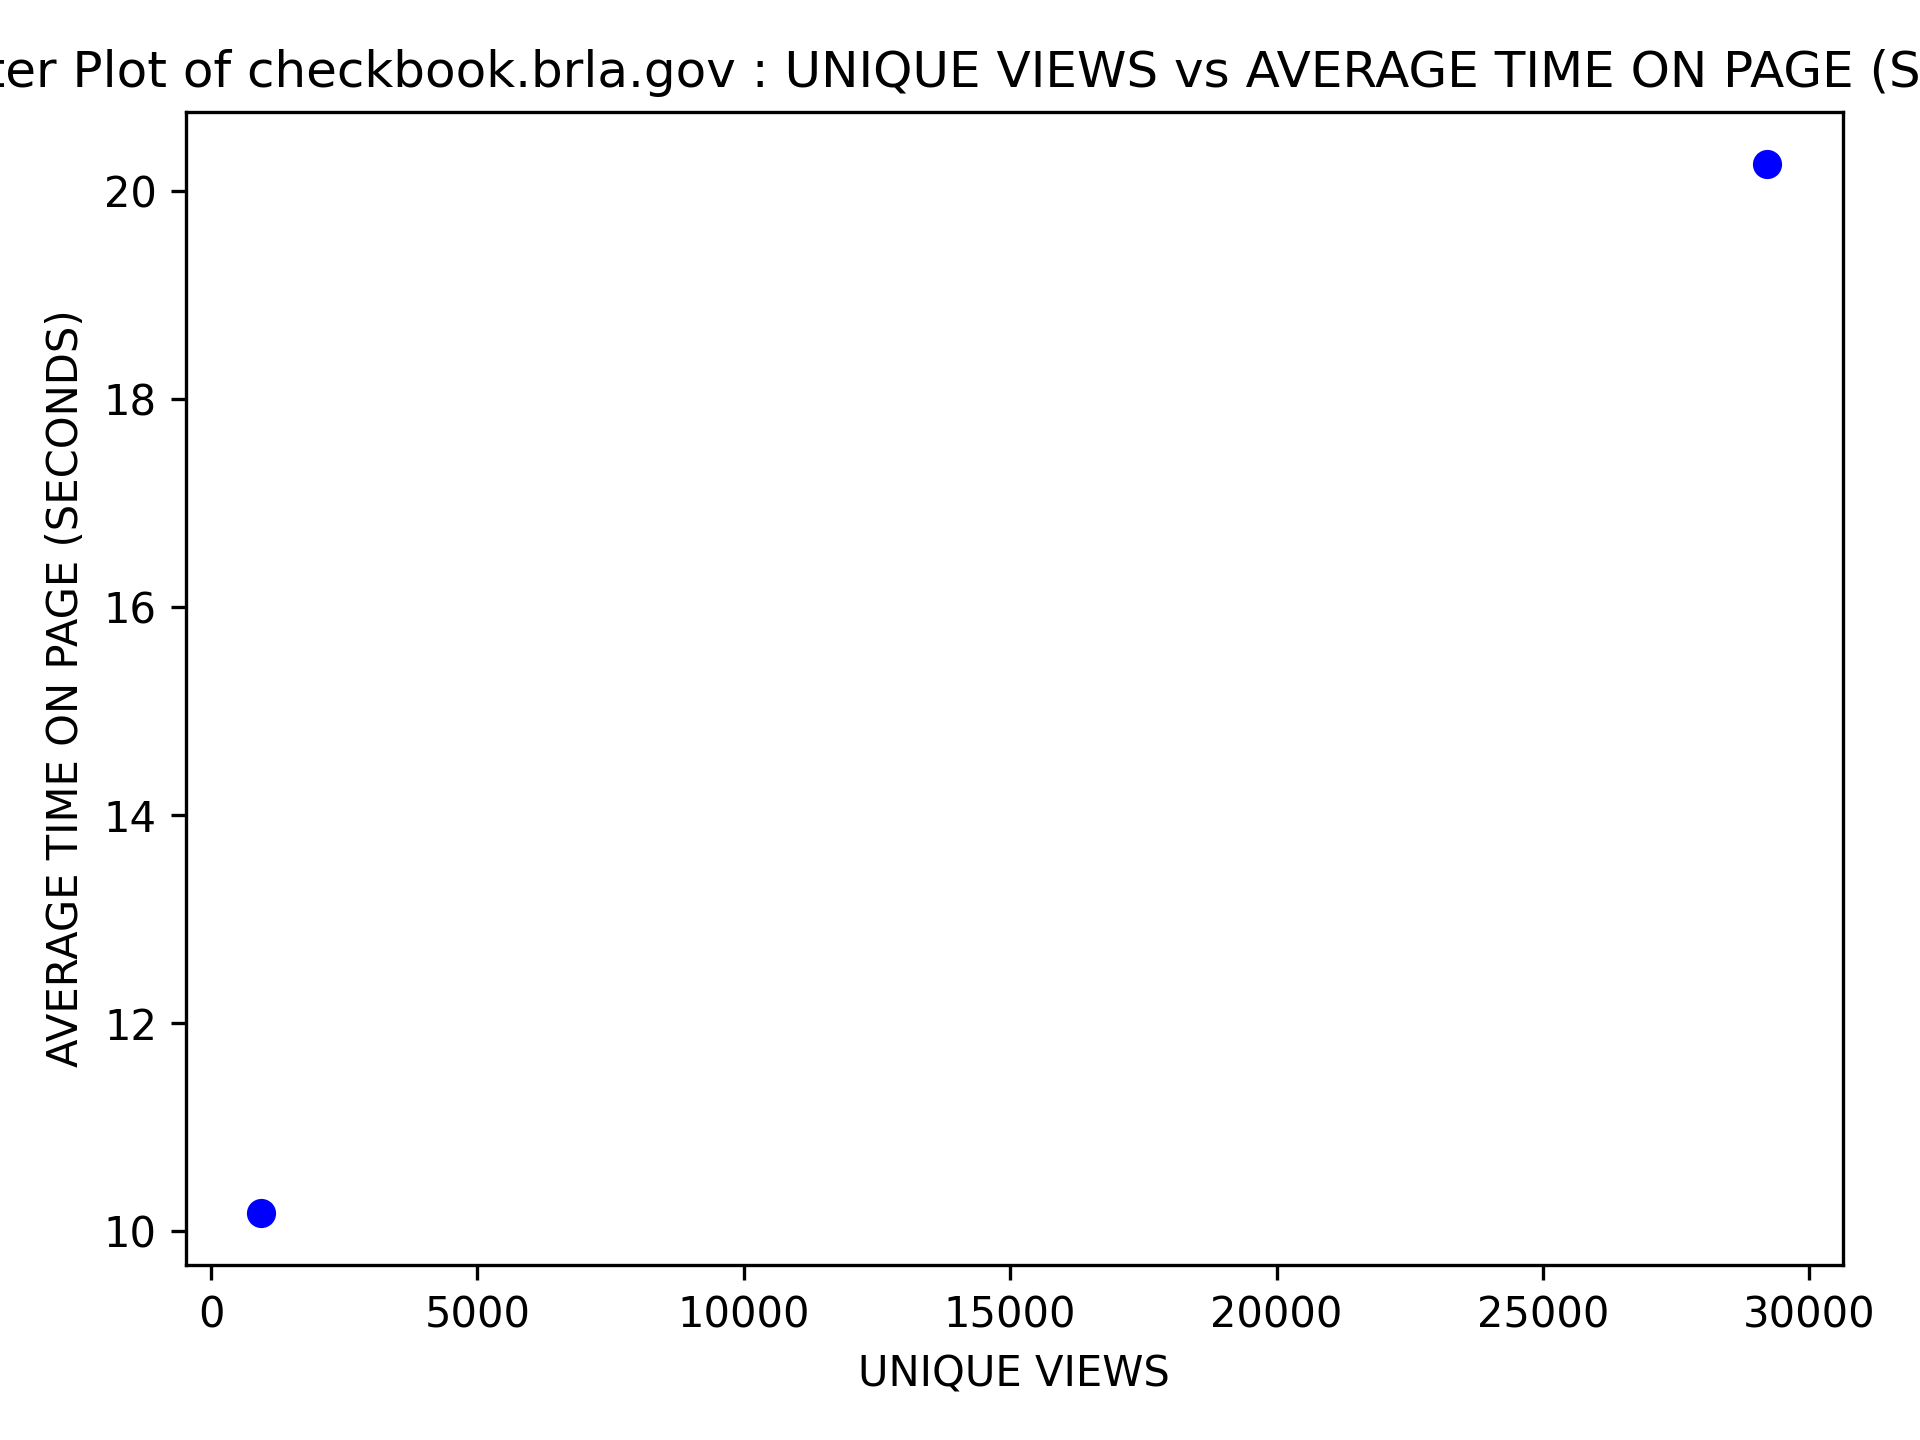 Plot of checkbook.brla.gov : UNIQUE VIEWS vs AVERAGE TIME ON PAGE
AVERAGE TIME ON PAGE (SECONDS)
20
18
16
14
12
10
0 5000 10000 15000 20000 25000 30000
UNIQUE VIEWS